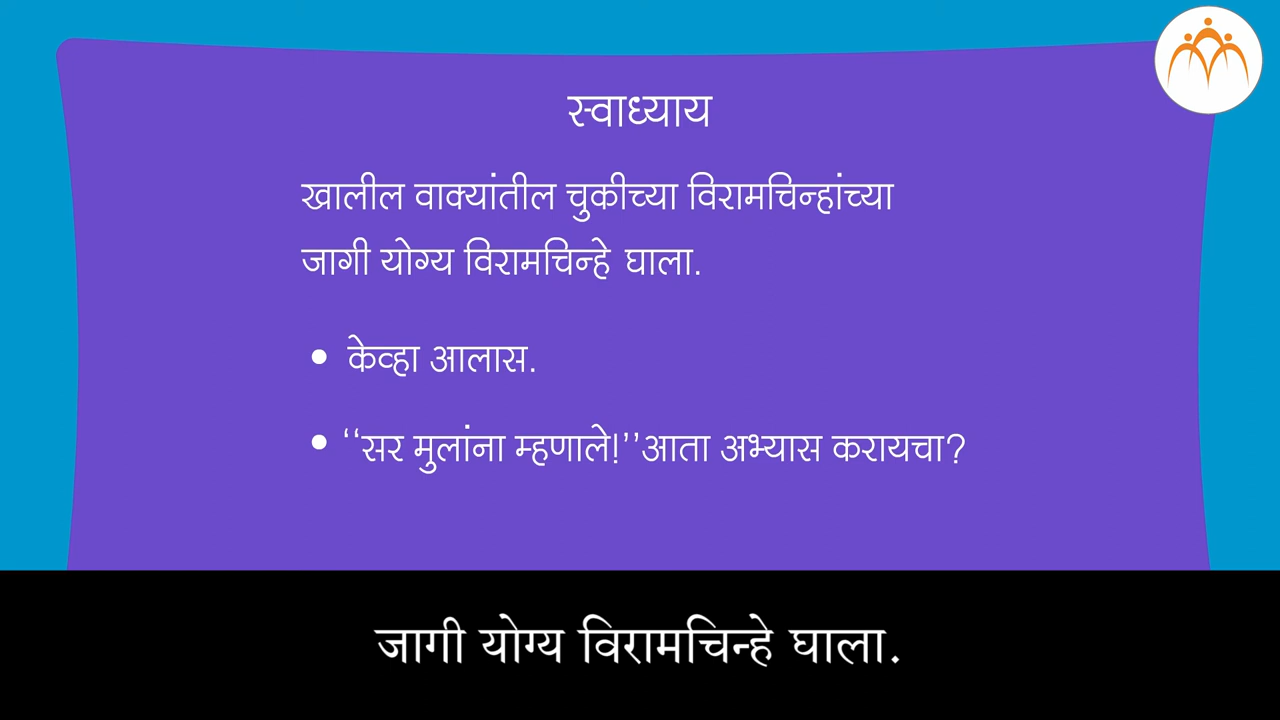 स्वाध्याय
खालील वाक्यांतील चुकीच्या विरामचिन्हांच्या
जागी योग्य विरामचिन्हे घाला.
• केव्हा आलास.
• ‘‘सर मुलांना म्हणाले!’’आता अभ्यास करायचा?
जागी योग्य विरामचिन्हे घाला.